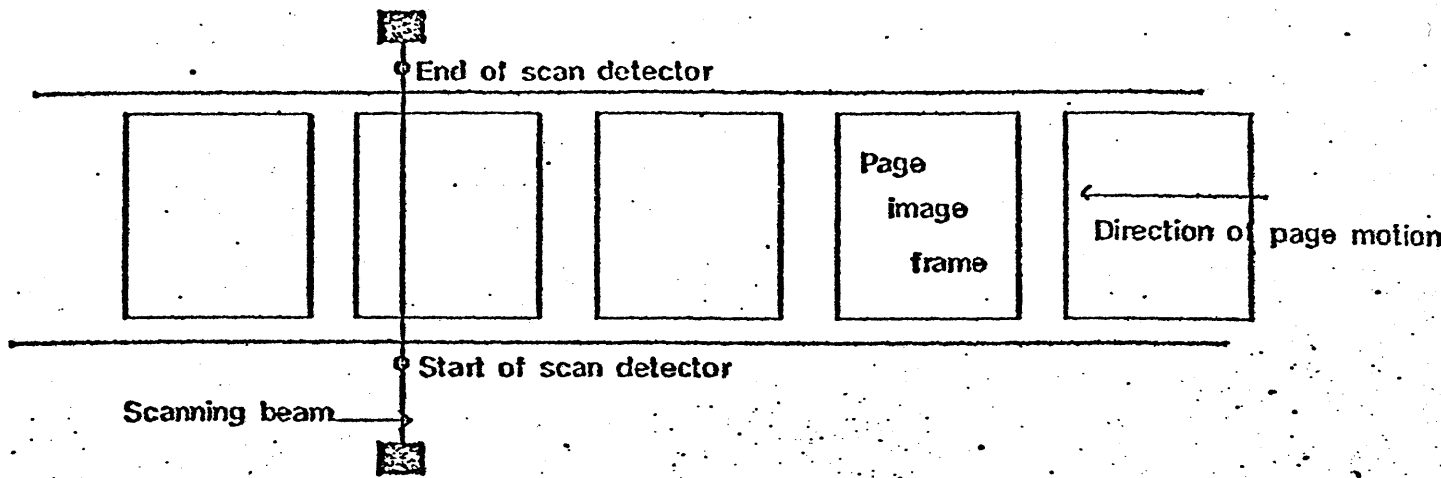 End of scan detector
Page
image
frame
Direction of page motion
Start of scan detector
Scanning beam